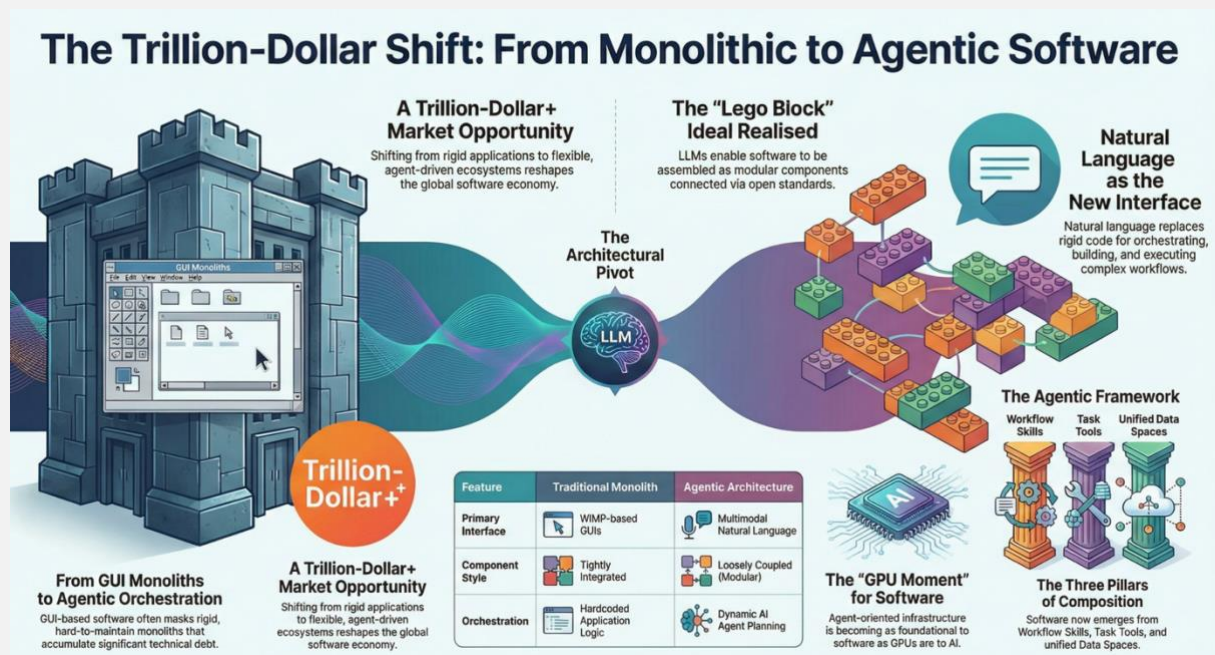 The Trillion-Dollar Shift: From Monolithic to Agentic Software
A Trillion-Dollar+
Market Opportunity
Shifting from rigid applications to flexible,
agent-driven ecosystems reshapes
the global software economy.
The “Lego Block”
Ideal Realised
LLMs enable software to be
assembled as modular components
connected via open standards.
Natural
Language
as the
New Interface
Natural language replaces
rigid code for orchestrating,
building, and executing
complex workflows.
GUI Monoliths
File Edit View Window Help
The
Architectural
Pivot
LLM
Trillion-
Dollar+⁺
From GUI Monoliths
to Agentic Orchestration
GUI-based software often masks rigid,
hard-to-maintain monoliths that
accumulate significant technical debt.
A Trillion-Dollar+
Market Opportunity
Shifting from rigid applications
to flexible, agent-driven
ecosystems reshapes the global
software economy.
Feature Traditional Monolith Agentic Architecture
Primary
Interface
WIMP-based
GUIs
Multimodal
Natural Language
Component
Style
Tightly
Integrated
Loosely Coupled
(Modular)
Orchestration
Hardcoded
Application
Logic
Dynamic AI
Agent Planning
AI
The “GPU Moment”
for Software
Agent-oriented infrastructure
is becoming as foundational to
software as GPUs are to AI.
The Agentic Framework
Workflow
Skills
Task
Tools
Unified Data
Spaces
The Three Pillars
of Composition
Software now emerges from
Workflow Skills, Task Tools, and
unified Data Spaces.